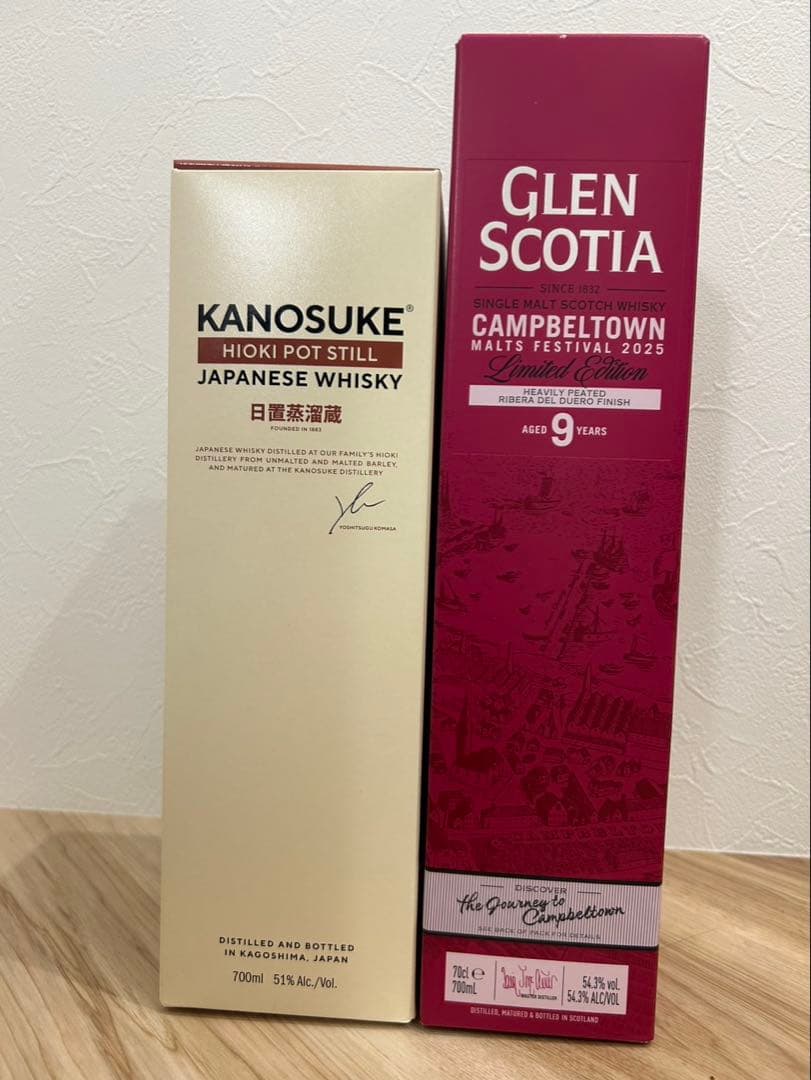 KANOSUKE®
HIOKI POT STILL
JAPANESE WHISKY
日置蒸溜蔵
FOUNDED IN 1883
JAPANESE WHISKY DISTILLED AT OUR FAMILY'S HIOKI
DISTILLERY FROM UNMALTED AND MALTED BARLEY,
AND MATURED AT THE KANOSUKE DISTILLERY
YOSHITSUGU KOMASA
DISTILLED AND BOTTLED
IN KAGOSHIMA, JAPAN
700ml 51% Alc./Vol.
GLEN
SCOTIA
SINCE 1832
SINGLE MALT SCOTCH WHISKY
CAMPBELTOWN
MALTS FESTIVAL 2025
Limited Edition
HEAVILY PEATED
RIBERA DEL DUERO FINISH
AGED 9 YEARS
DISCOVER
The Journey to
Campbeltown
SEE BACK OF PACK FOR DETAILS
70cl e
700mL
MASTER DISTILLER
54.3% vol.
54.3% ALC/VOL
DISTILLED, MATURED & BOTTLED IN SCOTLAND